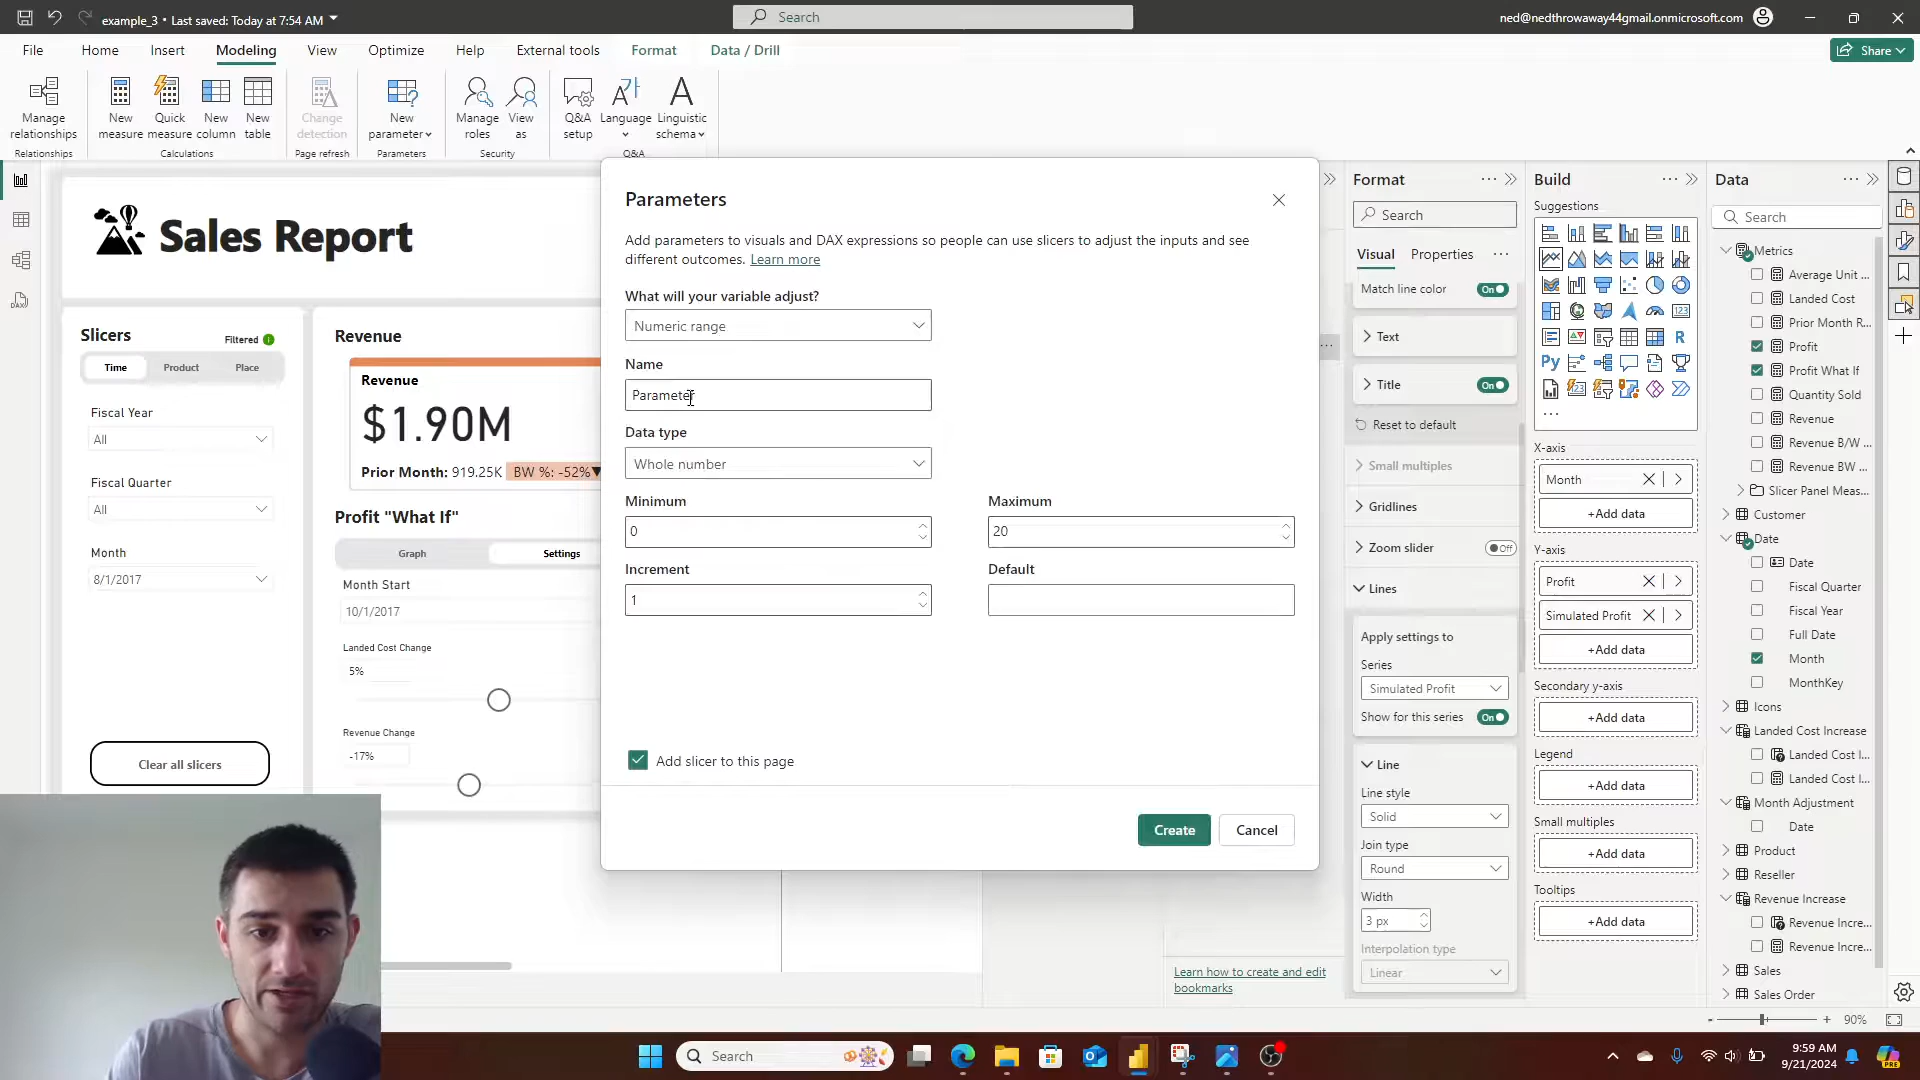 example_3 • Last saved: Today at 7:54 AM
Search
ned@nedthrowaway44gmail.onmicrosoft.com
File
Home
Insert
Modeling
View
Optimize
Help
External tools
Format
Data / Drill
Share
Manage relationships
New measure
Quick measure
New column
New table
Change detection
New parameter
Manage roles
View as
Q&A setup
Language
Linguistic schema
Relationships
Calculations
Page refresh
Parameters
Security
Q&A
Sales Report
Slicers
Filtered
Time
Product
Place
Fiscal Year
All
Fiscal Quarter
All
Month
8/1/2017
Clear all slicers
Revenue
Revenue
$1.90M
Prior Month: 919.25K
BW %: -52%▼
Profit "What If"
Graph
Settings
Month Start
10/1/2017
Landed Cost Change
5%
Revenue Change
-17%
Parameters
Add parameters to visuals and DAX expressions so people can use slicers to adjust the inputs and see
different outcomes. Learn more
What will your variable adjust?
Numeric range
Name
Parameter
Data type
Whole number
Minimum
Maximum
0
20
Increment
Default
1
Add slicer to this page
Create
Cancel
Learn how to create and edit
bookmarks
Format
Search
Visual
Properties
Match line color
On
Text
Title
On
Reset to default
Small multiples
Gridlines
Zoom slider
Off
Lines
Apply settings to
Series
Simulated Profit
Show for this series
On
Line
Line style
Solid
Join type
Round
Width
3 px
Interpolation type
Linear
Build
Suggestions
R
Py
123
X-axis
Month
+Add data
Y-axis
Profit
Simulated Profit
+Add data
Secondary y-axis
+Add data
Legend
+Add data
Small multiples
+Add data
Tooltips
+Add data
Data
Search
Metrics
Average Unit ...
Landed Cost
Prior Month R...
Profit
Profit What If
Quantity Sold
Revenue
Revenue B/W ...
Revenue BW ...
Slicer Panel Meas...
Customer
Date
Date
Fiscal Quarter
Fiscal Year
Full Date
Month
MonthKey
Icons
Landed Cost Increase
Landed Cost I...
Landed Cost I...
Month Adjustment
Date
Product
Reseller
Revenue Increase
Revenue Incre...
Revenue Incre...
Sales
Sales Order
- + 90%
Search
9:59 AM
9/21/2024
PRE